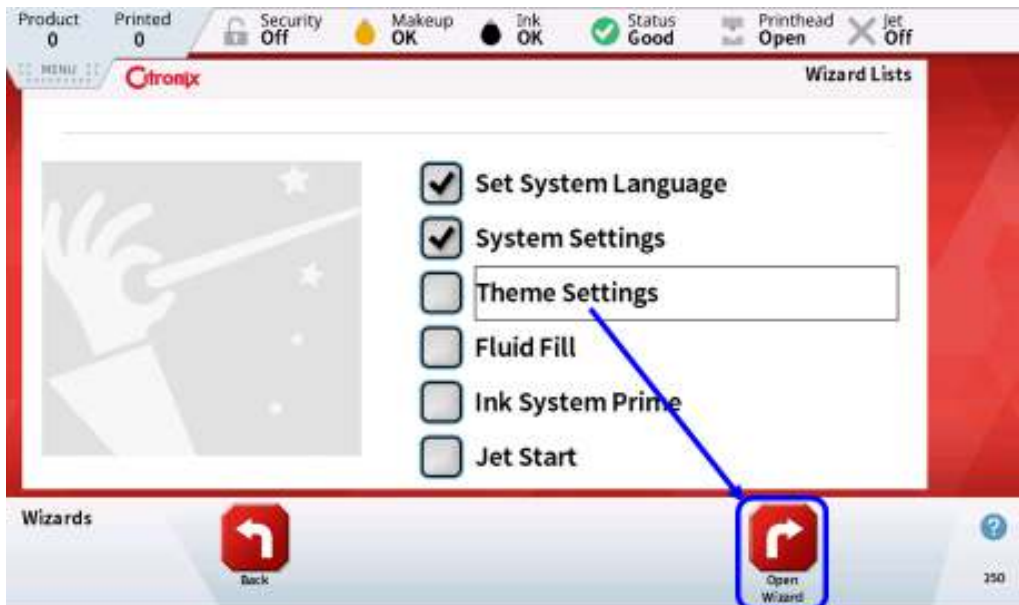 Product Printed Security Makeup Ink Status Printhead Jet
0 0 Off OK OK Good Open Off
MENU Citronix Wizard Lists
Set System Language
System Settings
Theme Settings
Fluid Fill
Ink System Prime
Jet Start
Wizards
Back
Open
Wizard
350